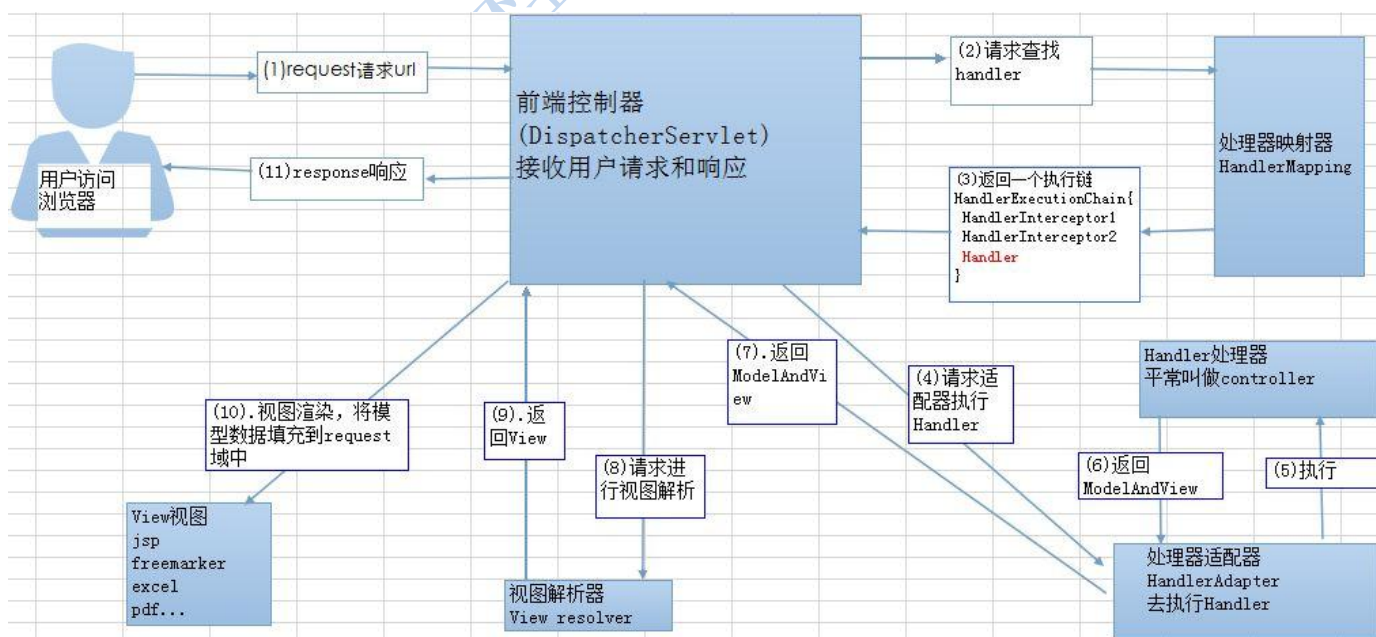 (1)request请求url
前端控制器
(DispatcherServlet)
接收用户请求和响应
(2)请求查找
handler
处理器映射器
HandlerMapping
(11)response响应
用户访问
浏览器
(3)返回一个执行链
HandlerExecutionChain{
HandlerInterceptor1
HandlerInterceptor2
Handler
}
(7).返回
ModelAndVi
ew
(4)请求适
配器执行
Handler
Handler处理器
平常叫做controller
(10).视图渲染，将模
型数据填充到request
域中
(9).返
回View
(8)请求进
行视图解析
(6)返回
ModelAndView
(5)执行
View视图
jsp
freemarker
excel
pdf...
视图解析器
View resolver
处理器适配器
HandlerAdapter
去执行Handler